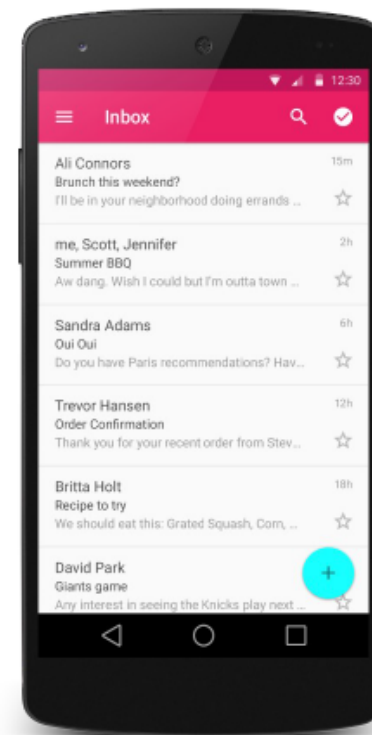 12:30
Inbox
Ali Connors 15m
Brunch this weekend?
I'll be in your neighborhood doing errands ...
me, Scott, Jennifer 2h
Summer BBQ
Aw dang. Wish I could but I'm outta town ...
Sandra Adams 6h
Oui Oui
Do you have Paris recommendations? Hav...
Trevor Hansen 12h
Order Confirmation
Thank you for your recent order from Stev...
Britta Holt 18h
Recipe to try
We should eat this: Grated Squash, Corn, ...
David Park
Giants game
Any interest in seeing the Knicks play next ...